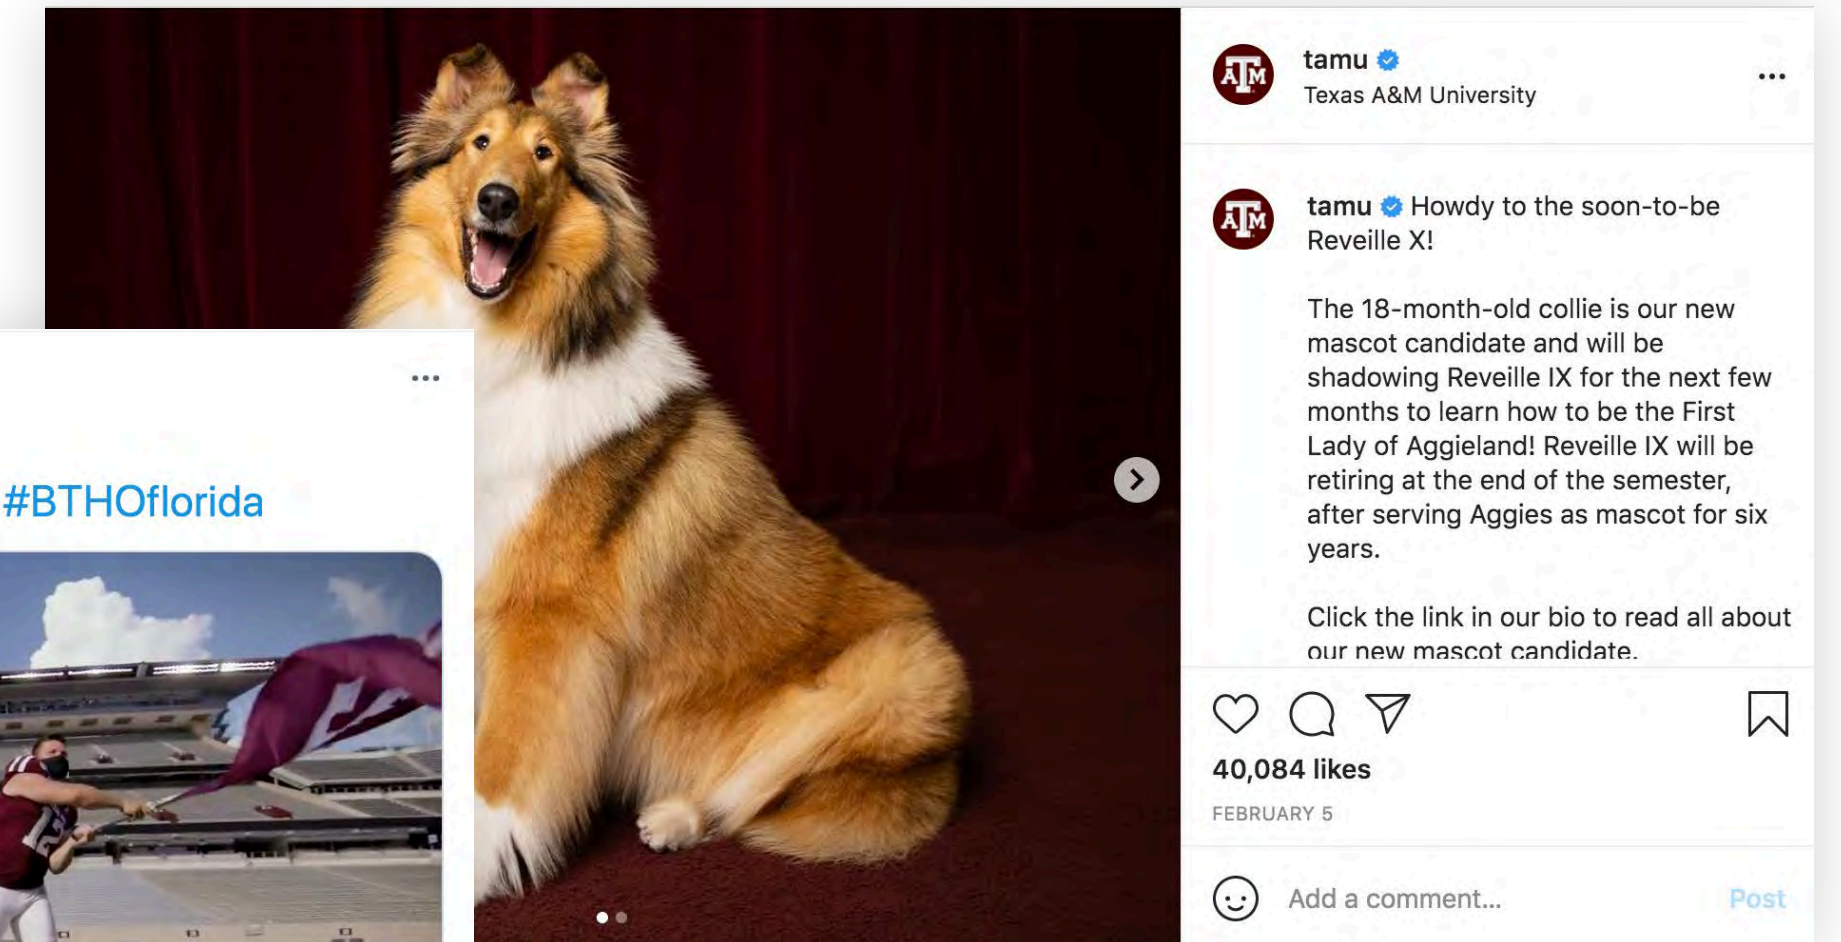 tamu
Texas A&M University
ATM
ATM
tamu Howdy to the soon-to-be
Reveille X!
The 18-month-old collie is our new
mascot candidate and will be
shadowing Reveille IX for the next few
months to learn how to be the First
Lady of Aggieland! Reveille IX will be
retiring at the end of the semester,
after serving Aggies as mascot for six
years.
Click the link in our bio to read all about
our new mascot candidate.
40,084 likes
FEBRUARY 5
Add a comment...
Post
#BTHOflorida
12